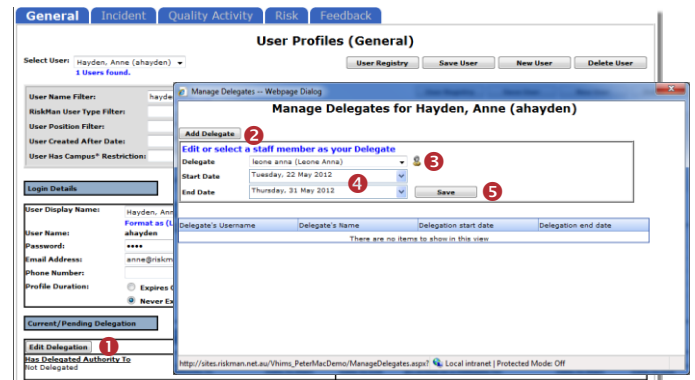 General Incident Quality Activity Risk Feedback
User Profiles (General)
Select User: Hayden, Anne (ahayden) User Registry Save User New User Delete User
1 Users found.
User Name Filter: hayde
RiskMan User Type Filter:
User Position Filter:
User Created After Date:
User Has Campus* Restriction:
Login Details
User Display Name: Hayden, Ann
Format as (L
User Name: ahayden
Password: ••••
Email Address: anne@riskm
Phone Number:
Profile Duration: Expires
Never Ex
Current/Pending Delegation
Edit Delegation 1
Has Delegated Authority To
Not Delegated
Manage Delegates -- Webpage Dialog
Manage Delegates for Hayden, Anne (ahayden)
Add Delegate 2
Edit or select a staff member as your Delegate
Delegate leone anna (Leone Anna) 3
Start Date Tuesday, 22 May 2012
4
End Date Thursday, 31 May 2012 Save 5
Delegate's Username Delegate's Name Delegation start date Delegation end date
There are no items to show in this view
http://sites.riskman.net.au/Vhims_PeterMacDemo/ManageDelegates.aspx? Local intranet | Protected Mode: Off